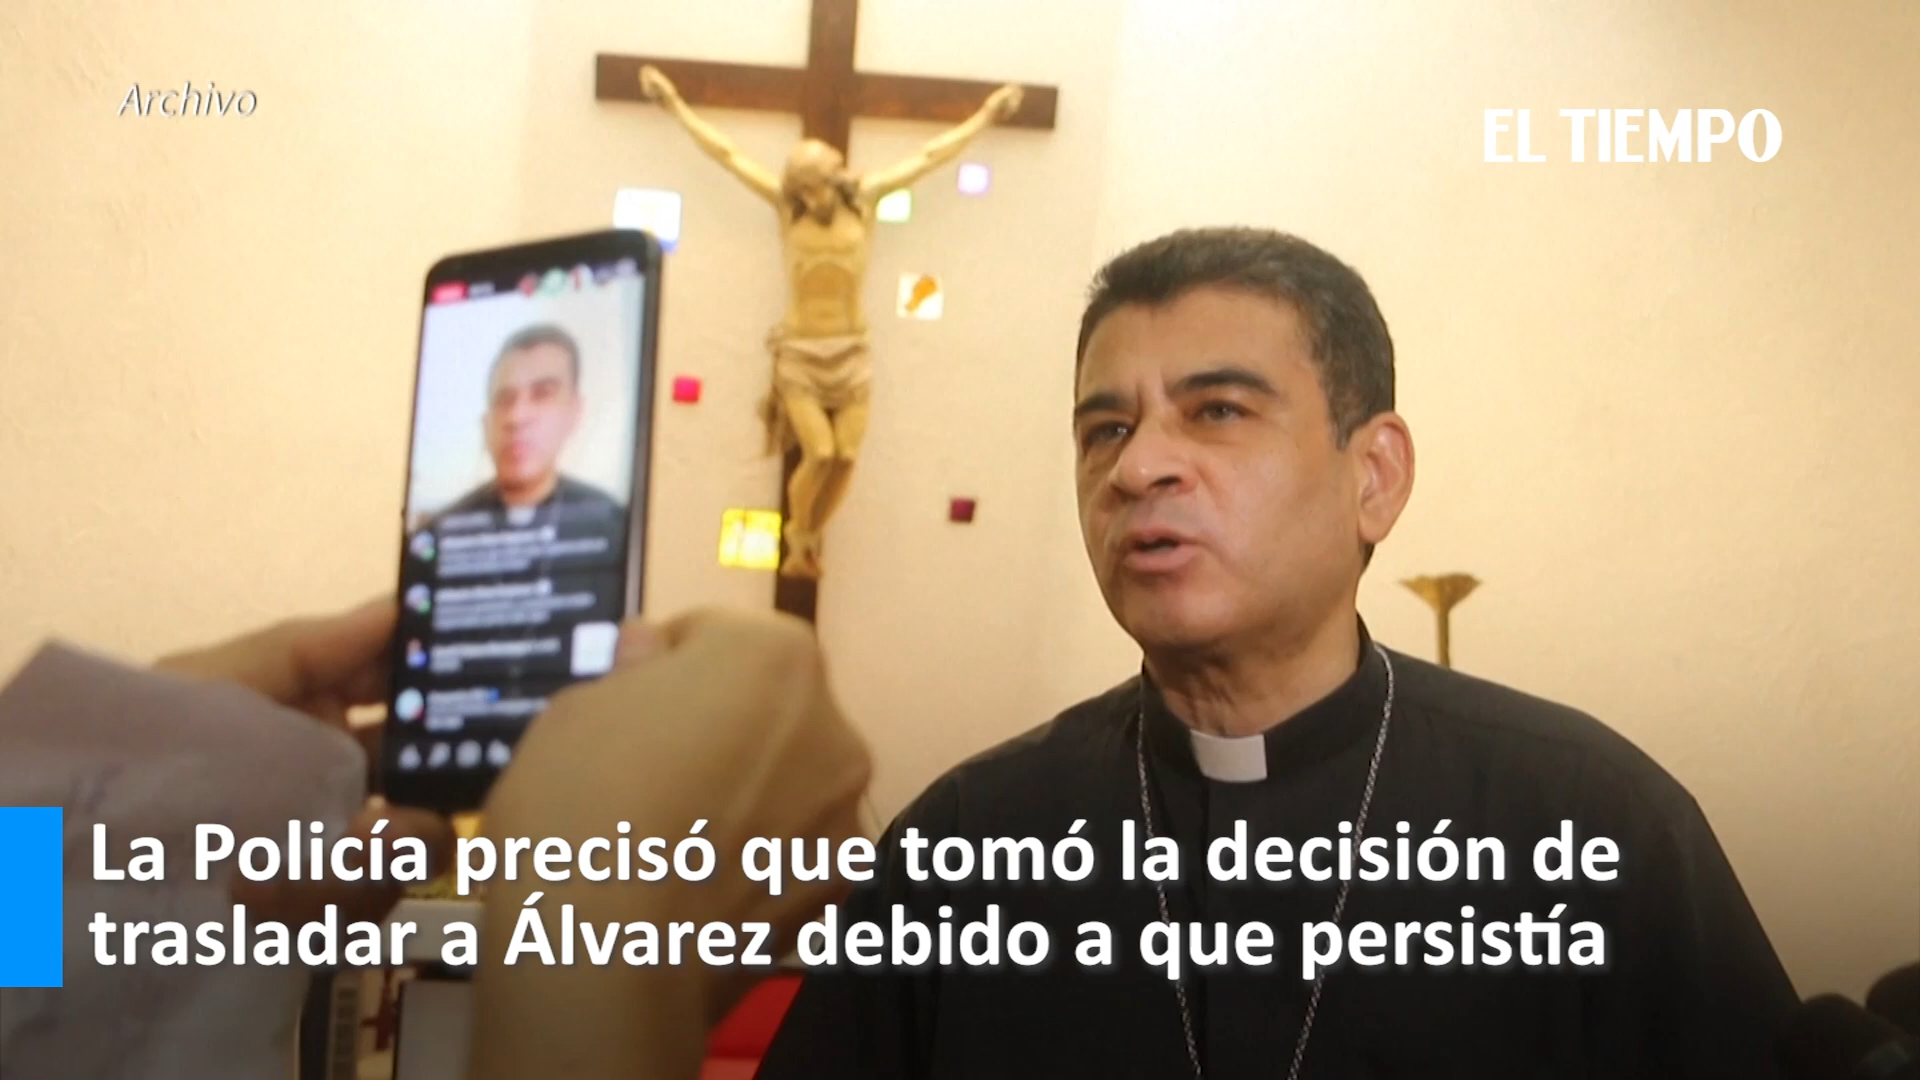 Archivo
EL TIEMPO
La Policía precisó que tomó la decisión de
trasladar a Álvarez debido a que persistía